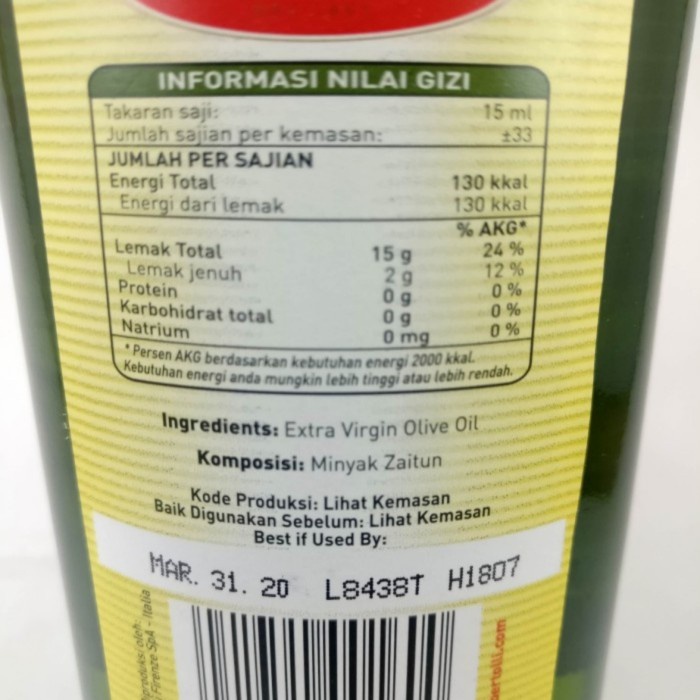 INFORMASI NILAI GIZI
Takaran saji: 15 ml
Jumlah sajian per kemasan: ±33
JUMLAH PER SAJIAN
Energi Total 130 kkal
Energi dari lemak 130 kkal
% AKG*
Lemak Total 15 g 24 %
Lemak jenuh 2 g 12 %
Protein 0 g 0 %
Karbohidrat total 0 g 0 %
Natrium 0 mg 0 %
* Persen AKG berdasarkan kebutuhan energi 2000 kkal.
Kebutuhan energi anda mungkin lebih tinggi atau lebih rendah.
Ingredients: Extra Virgin Olive Oil
Komposisi: Minyak Zaitun
Kode Produksi: Lihat Kemasan
Baik Digunakan Sebelum: Lihat Kemasan
Best if Used By:
MAR. 31. 20 L8438T H1807
Firenze SpA - Italia